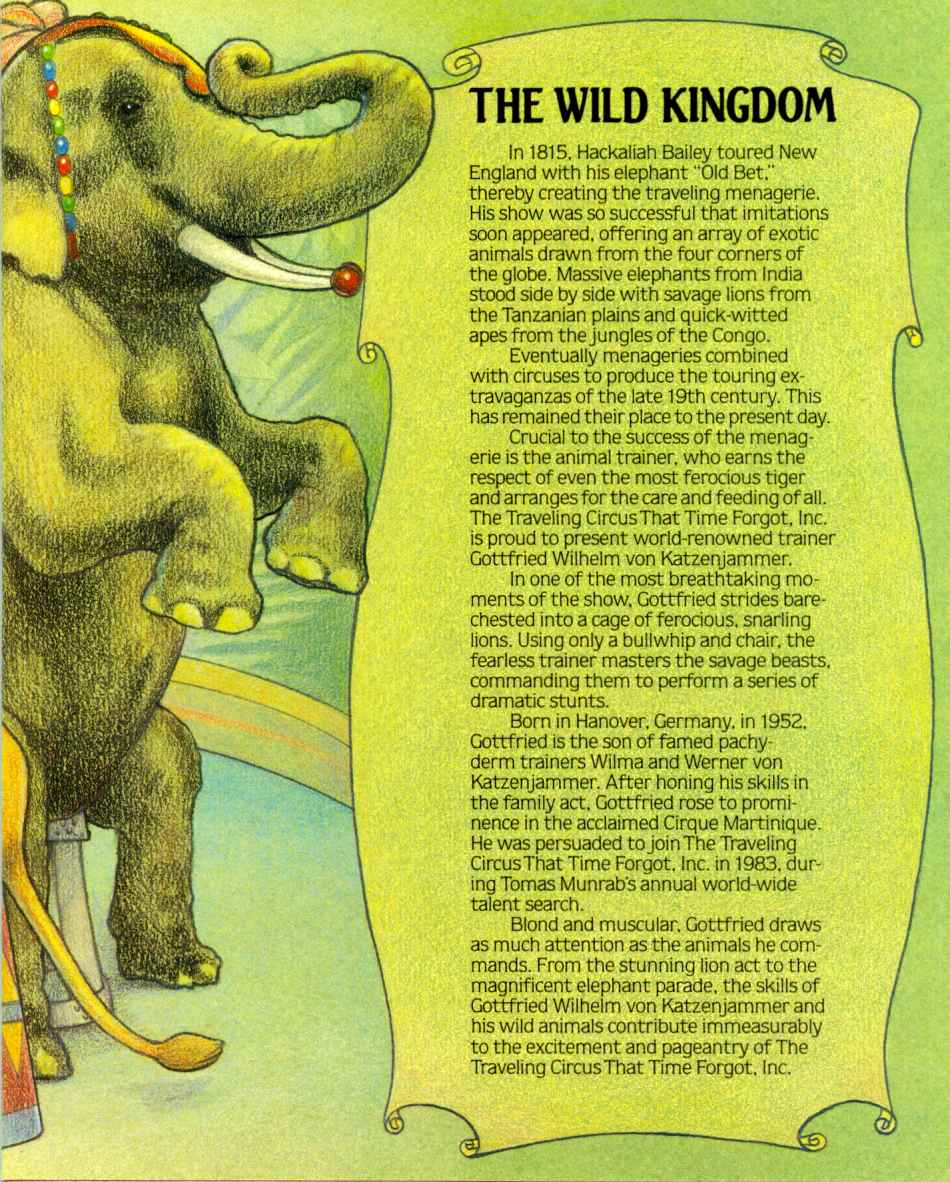 THE WILD KINGDOM
In 1815, Hackaliah Bailey toured New
England with his elephant "Old Bet,"
thereby creating the traveling menagerie.
His show was so successful that imitations
soon appeared, offering an array of exotic
animals drawn from the four corners of
the globe. Massive elephants from India
stood side by side with savage lions from
the Tanzanian plains and quick-witted
apes from the jungles of the Congo.
Eventually menageries combined
with circuses to produce the touring ex-
travaganzas of the late 19th century. This
has remained their place to the present day.
Crucial to the success of the menag-
erie is the animal trainer, who earns the
respect of even the most ferocious tiger
and arranges for the care and feeding of all.
The Traveling Circus That Time Forgot, Inc.
is proud to present world-renowned trainer
Gottfried Wilhelm von Katzenjammer.
In one of the most breathtaking mo-
ments of the show, Gottfried strides bare-
chested into a cage of ferocious, snarling
lions. Using only a bullwhip and chair, the
fearless trainer masters the savage beasts,
commanding them to perform a series of
dramatic stunts.
Born in Hanover, Germany, in 1952,
Gottfried is the son of famed pachy-
derm trainers Wilma and Werner von
Katzenjammer. After honing his skills in
the family act, Gottfried rose to promi-
nence in the acclaimed Cirque Martinique.
He was persuaded to join The Traveling
Circus That Time Forgot, Inc. in 1983, dur-
ing Tomas Munrab's annual world-wide
talent search.
Blond and muscular, Gottfried draws
as much attention as the animals he com-
mands. From the stunning lion act to the
magnificent elephant parade, the skills of
Gottfried Wilhelm von Katzenjammer and
his wild animals contribute immeasurably
to the excitement and pageantry of The
Traveling Circus That Time Forgot, Inc.